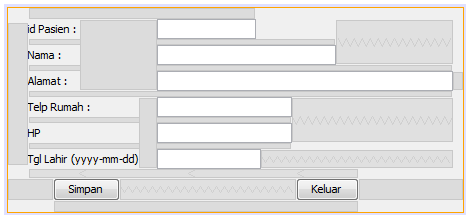 id Pasien :
Nama :
Alamat :
Telp Rumah :
HP
Tgl Lahir (yyyy-mm-dd)
Simpan Keluar